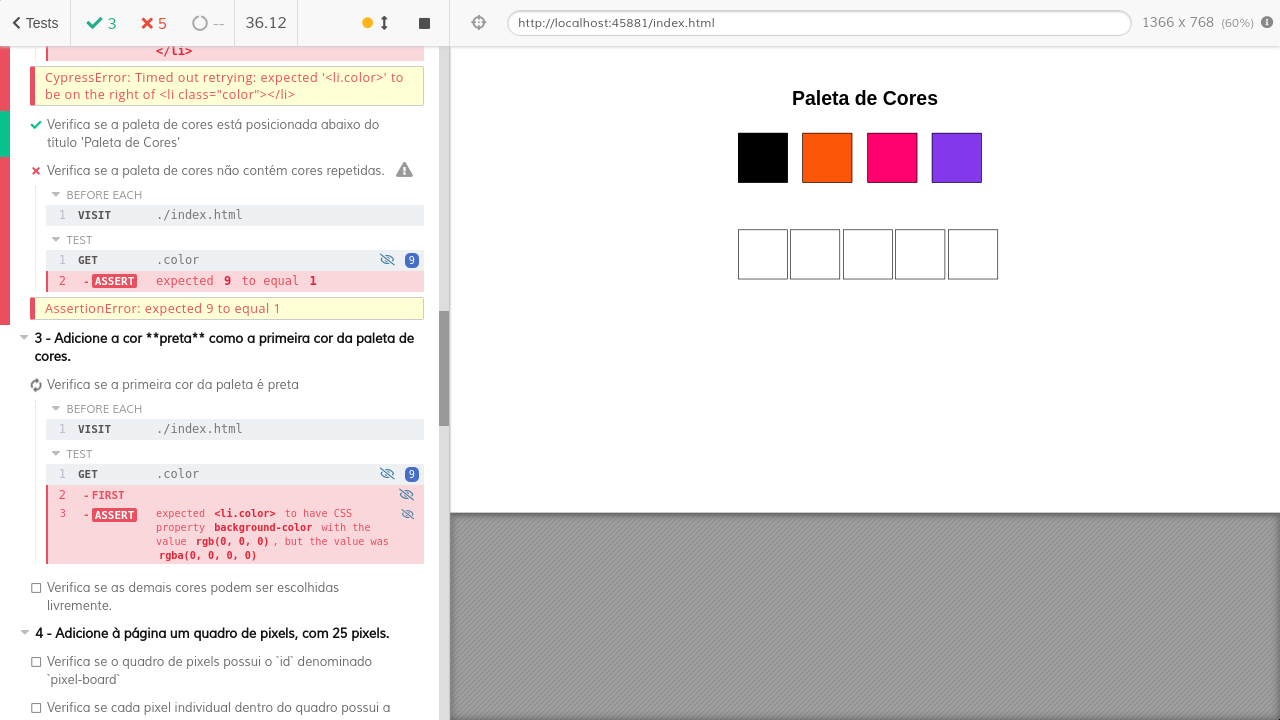 Tests
3
5
--
36.12
http://localhost:45881/index.html
1366 x 768 (60%)
</li>
CypressError: Timed out retrying: expected '<li.color>' to
be on the right of <li class="color"></li>
Verifica se a paleta de cores está posicionada abaixo do
título 'Paleta de Cores'
Verifica se a paleta de cores não contém cores repetidas.
BEFORE EACH
1 VISIT ./index.html
TEST
1 GET .color 9
2 -ASSERT expected 9 to equal 1
AssertionError: expected 9 to equal 1
3 - Adicione a cor **preta** como a primeira cor da paleta de
cores.
Verifica se a primeira cor da paleta é preta
BEFORE EACH
1 VISIT ./index.html
TEST
1 GET .color 9
2 -FIRST
3 -ASSERT expected <li.color> to have CSS
property background-color with the
value rgb(0, 0, 0), but the value was
rgba(0, 0, 0, 0)
Verifica se as demais cores podem ser escolhidas
livremente.
4 - Adicione à página um quadro de pixels, com 25 pixels.
Verifica se o quadro de pixels possui o `id` denominado
`pixel-board`
Verifica se cada pixel individual dentro do quadro possui a
Paleta de Cores